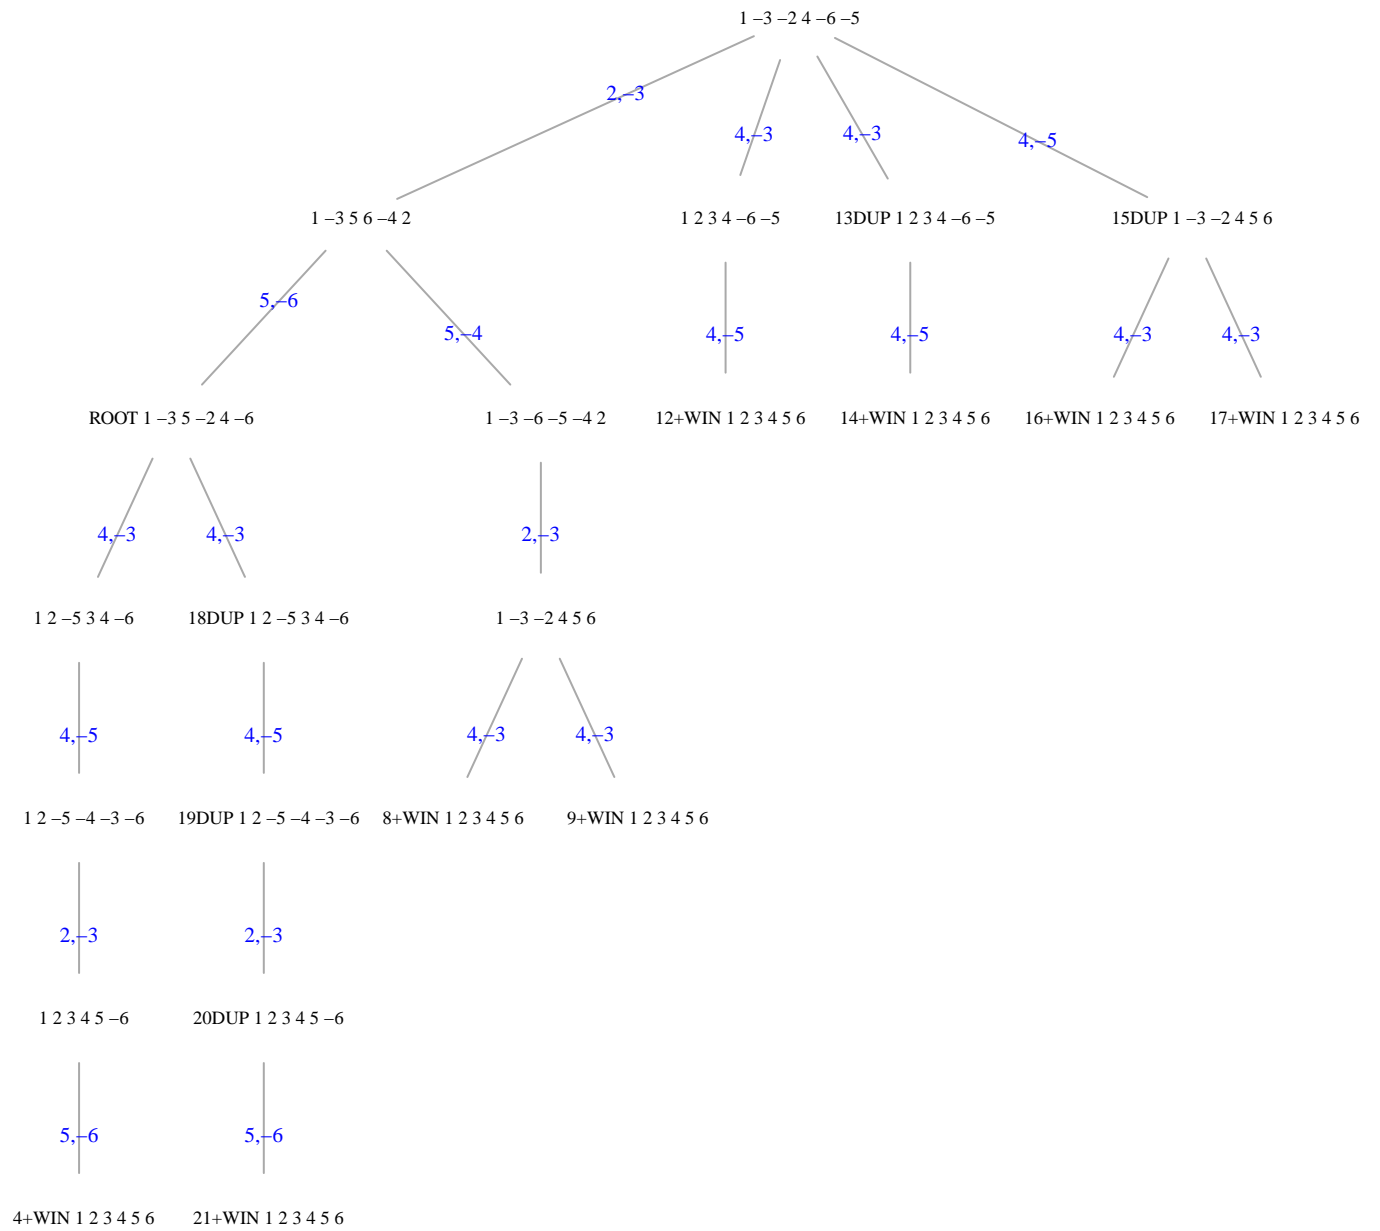 1 –3 –2 4 –6 –5
2,–3
4,–3
4,–3
4,–5
1 –3 5 6 –4 2
1 2 3 4 –6 –5
13DUP 1 2 3 4 –6 –5
15DUP 1 –3 –2 4 5 6
5,–6
5,–4
4,–5
4,–5
4,–3
4,–3
ROOT 1 –3 5 –2 4 –6
1 –3 –6 –5 –4 2
12+WIN 1 2 3 4 5 6
14+WIN 1 2 3 4 5 6
16+WIN 1 2 3 4 5 6
17+WIN 1 2 3 4 5 6
4,–3
4,–3
2,–3
1 2 –5 3 4 –6
18DUP 1 2 –5 3 4 –6
1 –3 –2 4 5 6
4,–5
4,–5
4,–3
4,–3
1 2 –5 –4 –3 –6
19DUP 1 2 –5 –4 –3 –6
8+WIN 1 2 3 4 5 6
9+WIN 1 2 3 4 5 6
2,–3
2,–3
1 2 3 4 5 –6
20DUP 1 2 3 4 5 –6
5,–6
5,–6
4+WIN 1 2 3 4 5 6
21+WIN 1 2 3 4 5 6